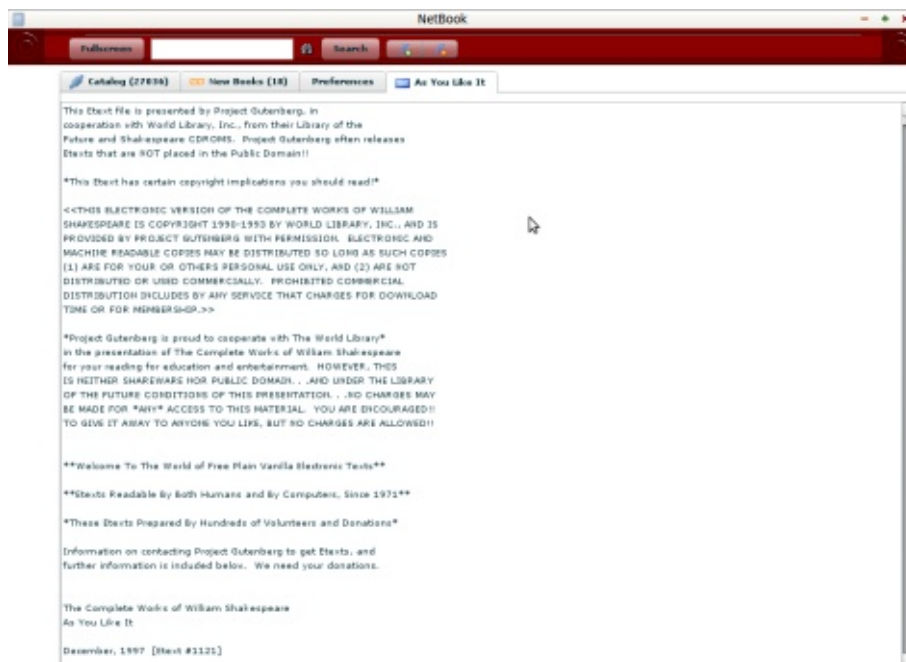 NetBook
Fullscreen Search
Catalog (27036) New Books (18) Preferences As You Like It
This Etext file is presented by Project Gutenberg, in
cooperation with World Library, Inc., from their Library of the
Future and Shakespeare CDROMS. Project Gutenberg often releases
Etexts that are NOT placed in the Public Domain!!
*This Etext has certain copyright implications you should read!*
<<THIS ELECTRONIC VERSION OF THE COMPLETE WORKS OF WILLIAM
SHAKESPEARE IS COPYRIGHT 1990-1993 BY WORLD LIBRARY, INC., AND IS
PROVIDED BY PROJECT GUTENBERG WITH PERMISSION. ELECTRONIC AND
MACHINE READABLE COPIES MAY BE DISTRIBUTED SO LONG AS SUCH COPIES
(1) ARE FOR YOUR OR OTHERS PERSONAL USE ONLY, AND (2) ARE NOT
DISTRIBUTED OR USED COMMERCIALLY. PROHIBITED COMMERCIAL
DISTRIBUTION INCLUDES BY ANY SERVICE THAT CHARGES FOR DOWNLOAD
TIME OR FOR MEMBERSHIP.>>
*Project Gutenberg is proud to cooperate with The World Library*
in the presentation of The Complete Works of William Shakespeare
for your reading for education and entertainment. HOWEVER, THIS
IS NEITHER SHAREWARE NOR PUBLIC DOMAIN. . .AND UNDER THE LIBRARY
OF THE FUTURE CONDITIONS OF THIS PRESENTATION. . .NO CHARGES MAY
BE MADE FOR *ANY* ACCESS TO THIS MATERIAL. YOU ARE ENCOURAGED!!
TO GIVE IT AWAY TO ANYONE YOU LIKE, BUT NO CHARGES ARE ALLOWED!!
**Welcome To The World of Free Plain Vanilla Electronic Texts**
**Etexts Readable By Both Humans and By Computers, Since 1971**
*These Etexts Prepared By Hundreds of Volunteers and Donations*
Information on contacting Project Gutenberg to get Etexts, and
further information is included below. We need your donations.
The Complete Works of William Shakespeare
As You Like It
December, 1997 [Etext #1121]